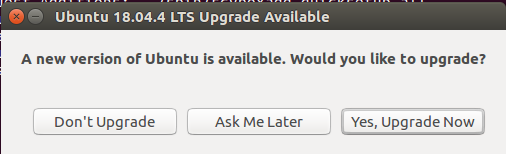 Ubuntu 18.04.4 LTS Upgrade Available
A new version of Ubuntu is available. Would you like to upgrade?
Don't Upgrade
Ask Me Later
Yes, Upgrade Now